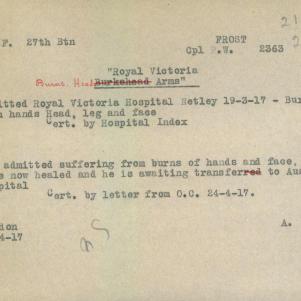 21
F. 27th Btn FROST
Cpl P.W. 2363
"Royal Victoria
Burns. Head Burkehead Arms"
itted Royal Victoria Hospital Netley 19-3-17 - Bur
n hands Head, leg and face
Cert. by Hospital Index
admitted suffering from burns of hands and face,
s now healed and he is awaiting transferred to Aus
pital
Cert. by letter from O.C. 24-4-17.
don A.
4-17